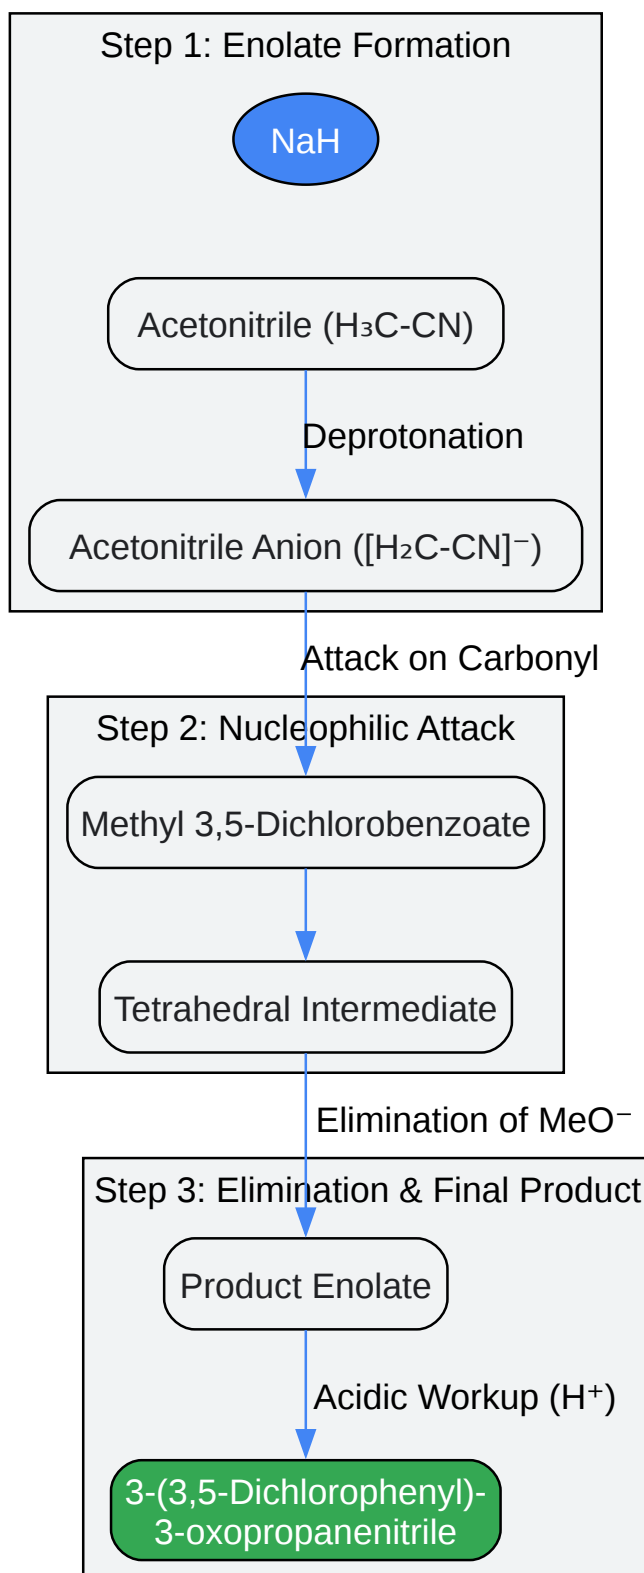 Step 1: Enolate Formation
NaH
Acetonitrile (H₃C-CN)
Deprotonation
Acetonitrile Anion ([H₂C-CN]⁻)
Attack on Carbonyl
Step 2: Nucleophilic Attack
Methyl 3,5-Dichlorobenzoate
Tetrahedral Intermediate
Elimination of MeO⁻
Step 3: Elimination & Final Product
Product Enolate
Acidic Workup (H⁺)
3-(3,5-Dichlorophenyl)-
3-oxopropanenitrile